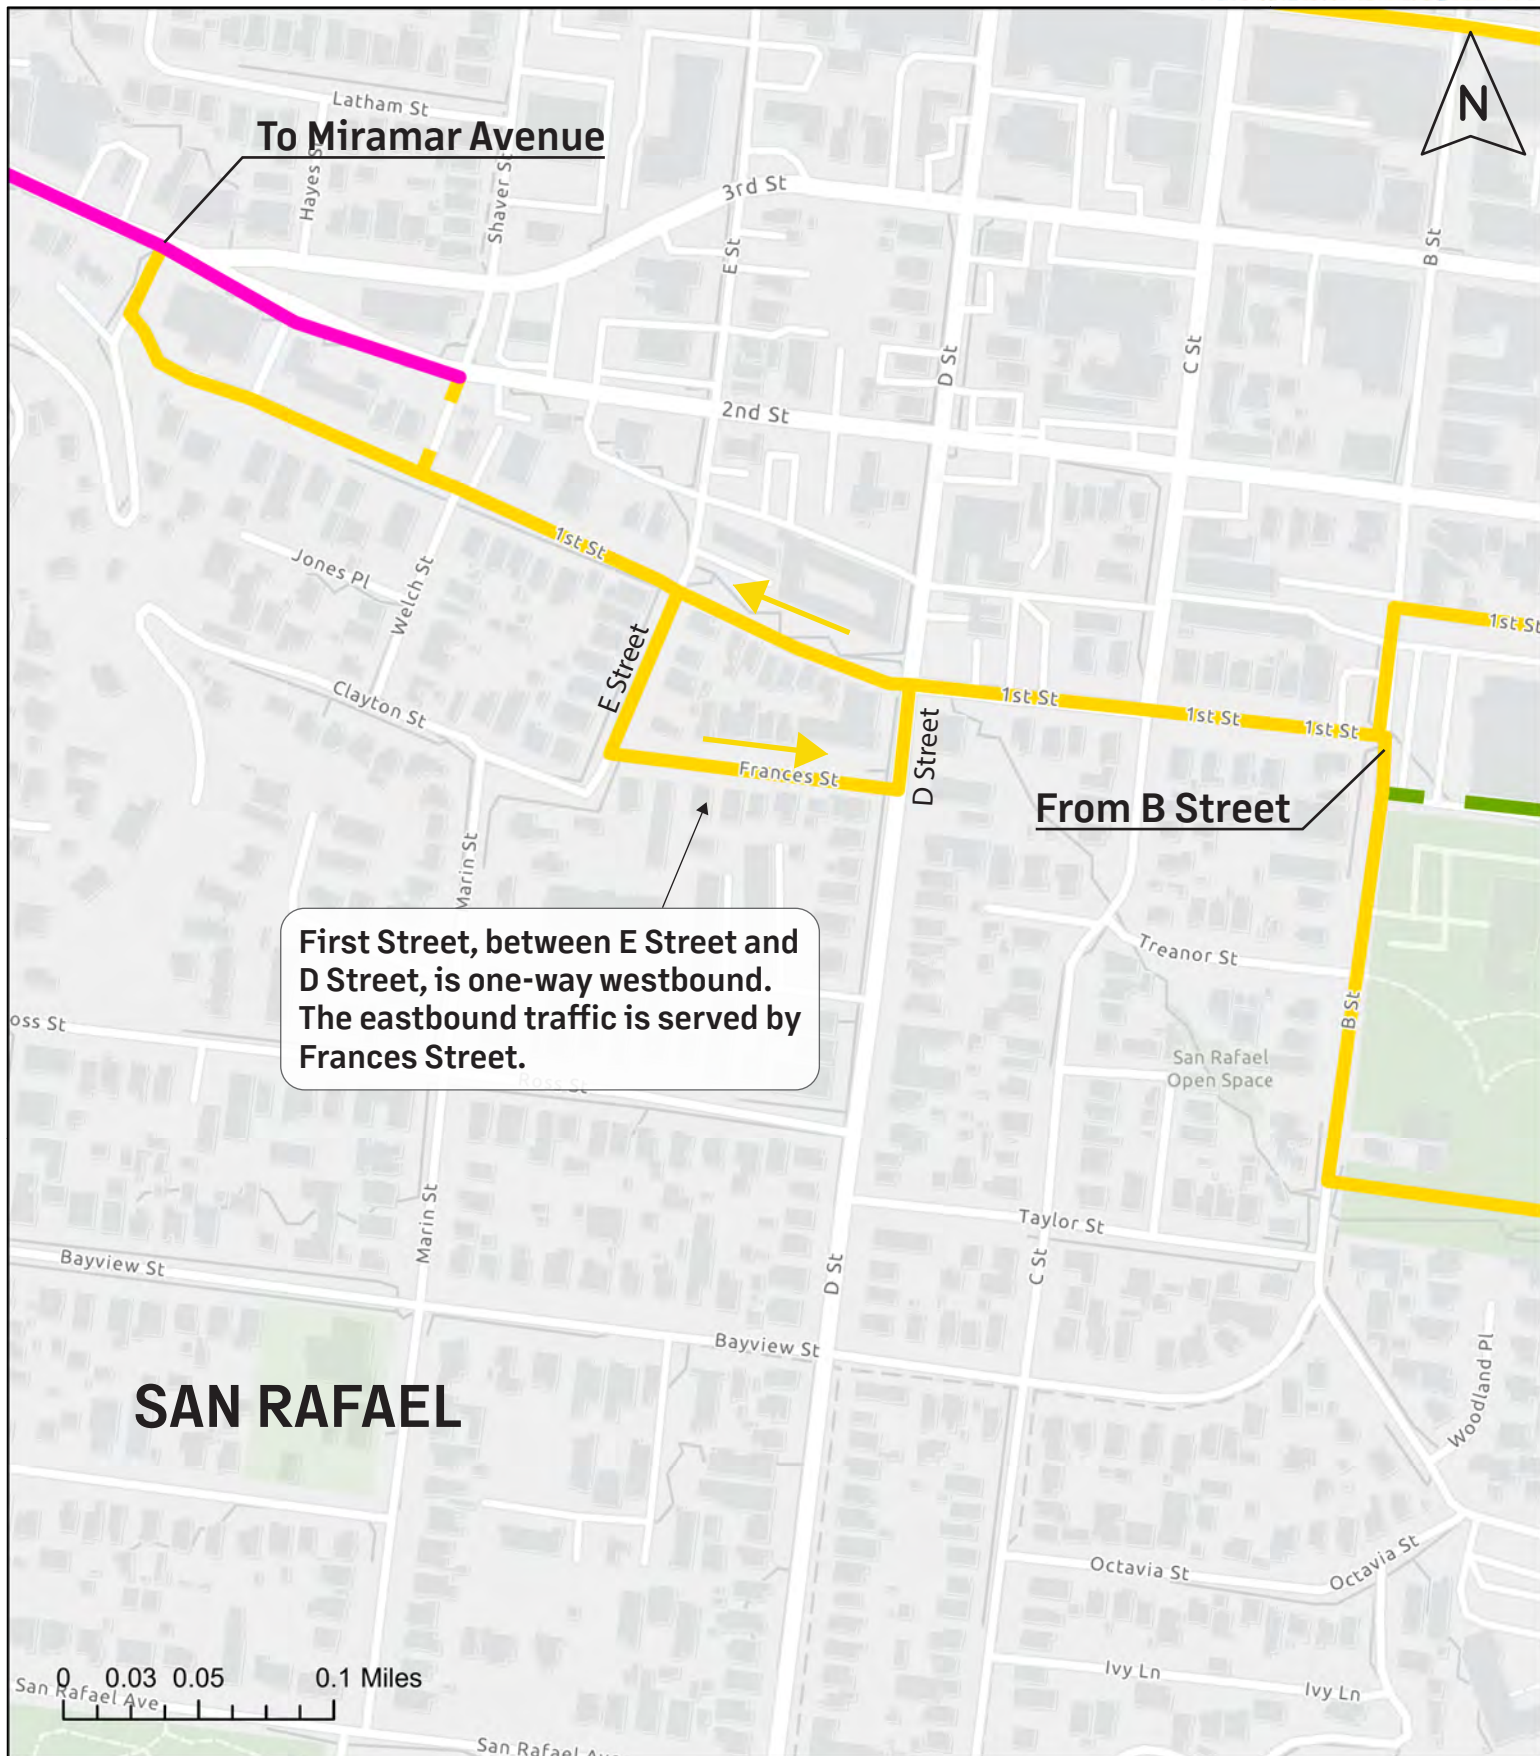 Latham St
To Miramar Avenue
N
Hayes St
Shaver St
3rd St
E St
B St
D St
C St
2nd St
1st St
Jones Pl
Welch St
1st St
E Street
Clayton St
1st St
1st St
1st St
D Street
Frances St
From B Street
Marin St
First Street, between E Street and
D Street, is one-way westbound.
The eastbound traffic is served by
Frances Street.
Treanor St
B St
oss St
San Rafael
Open Space
Ross St
Marin St
Taylor St
Bayview St
D St
C St
Bayview St
Woodland Pl
SAN RAFAEL
Octavia St
Octavia St
0 0.03 0.05 0.1 Miles
Ivy Ln
Ivy Ln
San Rafael Ave
San Rafael Ave